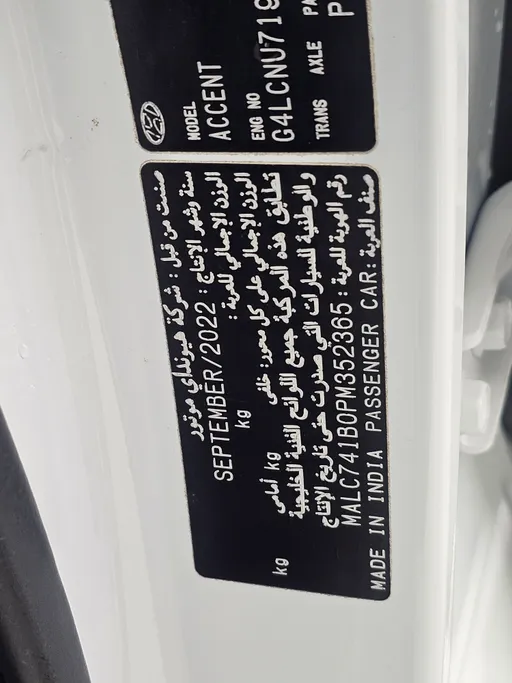 MODEL
ACCENT
ENG NO
G4LCNU719
TRANS AXLE
صنعت من قبل : شركة هيونداي موتور
سنة وشهر الإنتاج : SEPTEMBER/2022
الوزن الإجمالي للعربة : kg
الوزن الإجمالي على كل محور: خلفي kg أمامي kg
تطابق هذه المركبة جميع اللوائح الفنية الخليجية
والوطنية للسيارات التي صدرت حتى تاريخ الإنتاج
رقم الهوية للعربة : MALC741B0PM352365
صنف العربة : PASSENGER CAR
MADE IN INDIA